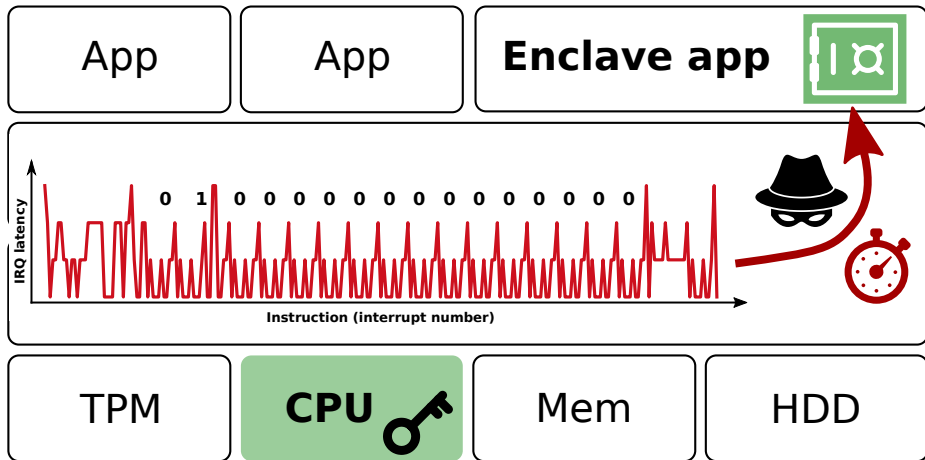 App
App
Enclave app
0 1 0 0 0 0 0 0 0 0 0 0 0 0 0 0
IRQ latency
Instruction (interrupt number)
TPM
CPU
Mem
HDD